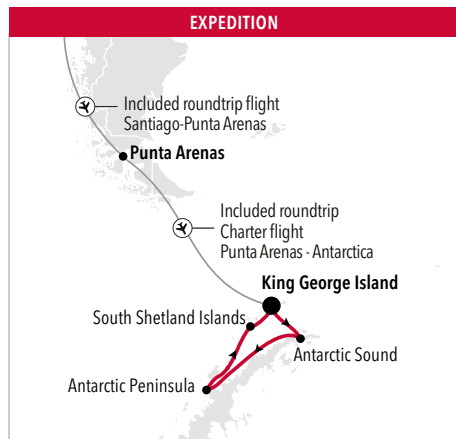 EXPEDITION
Included roundtrip flight
Santiago-Punta Arenas
Punta Arenas
Included roundtrip
Charter flight
Punta Arenas - Antarctica
King George Island
South Shetland Islands
Antarctic Sound
Antarctic Peninsula